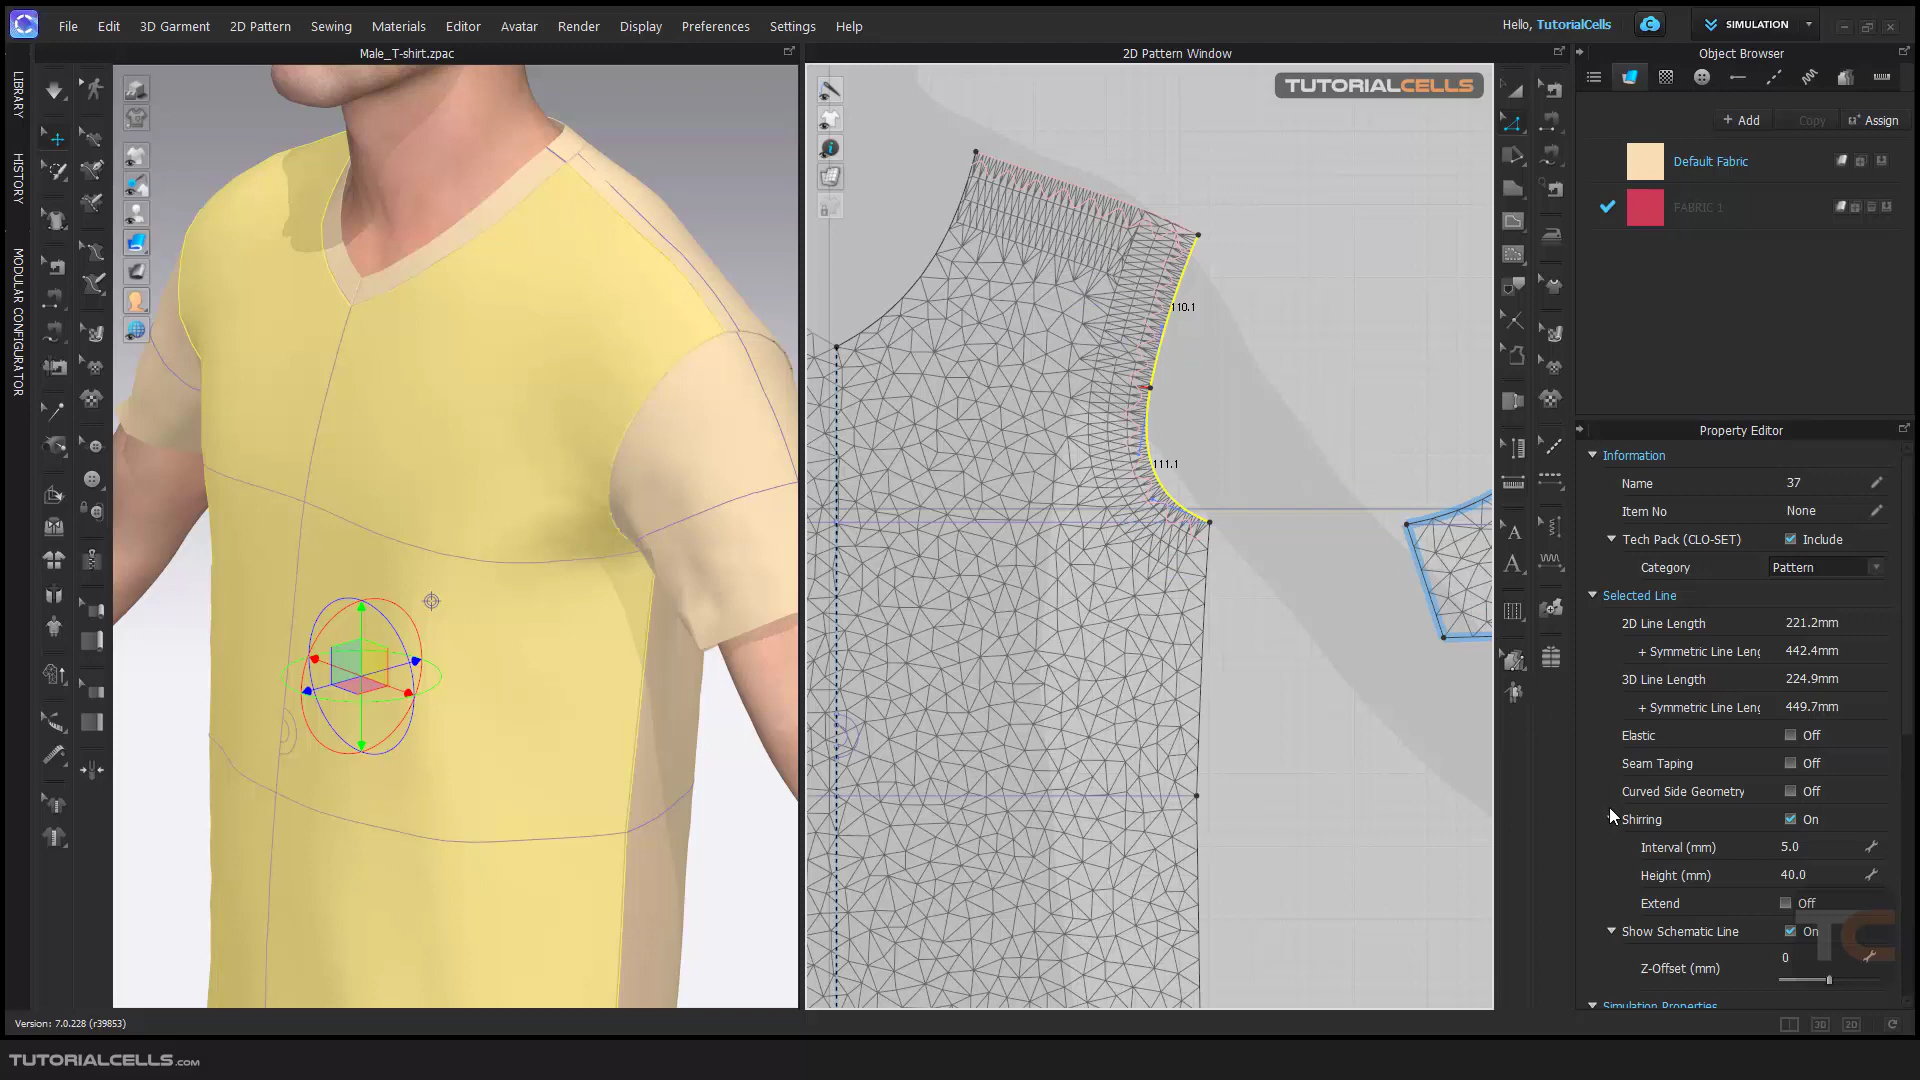 File Edit 3D Garment 2D Pattern Sewing Materials Editor Avatar Render Display Preferences Settings Help
Hello, TutorialCells
SIMULATION
Male_T-shirt.zpac
2D Pattern Window
Object Browser
LIBRARY
HISTORY
MODULAR CONFIGURATOR
TUTORIALCELLS
+ Add
Copy
Assign
Default Fabric
FABRIC 1
110.1
111.1
A
A
Property Editor
Information
Name 37
Item No None
Tech Pack (CLO-SET) Include
Category Pattern
Selected Line
2D Line Length 221.2mm
+ Symmetric Line Leng 442.4mm
3D Line Length 224.9mm
+ Symmetric Line Leng 449.7mm
Elastic Off
Seam Taping Off
Curved Side Geometry Off
Shirring On
Interval (mm) 5.0
Height (mm) 40.0
Extend Off
Show Schematic Line On
Z-Offset (mm) 0
Simulation Properties
TC
3D
2D
Version: 7.0.228 (r39853)
TUTORIALCELLS.com